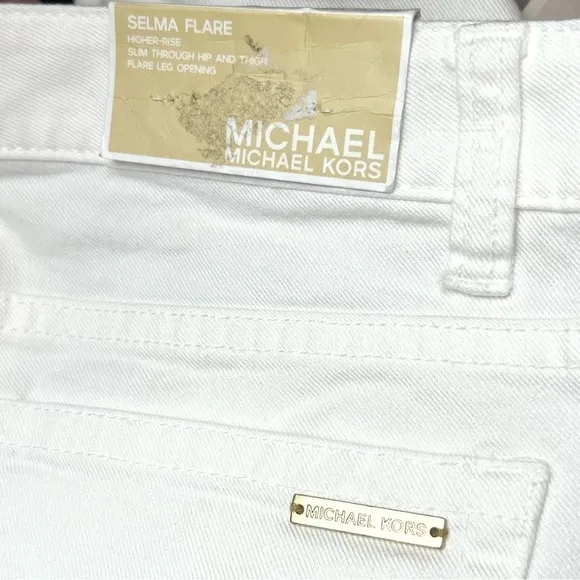 SELMA FLARE
HIGHER-RISE
SLIM THROUGH HIP AND THIGH
FLARE LEG OPENING
MICHAEL
MICHAEL KORS
MICHAEL KORS